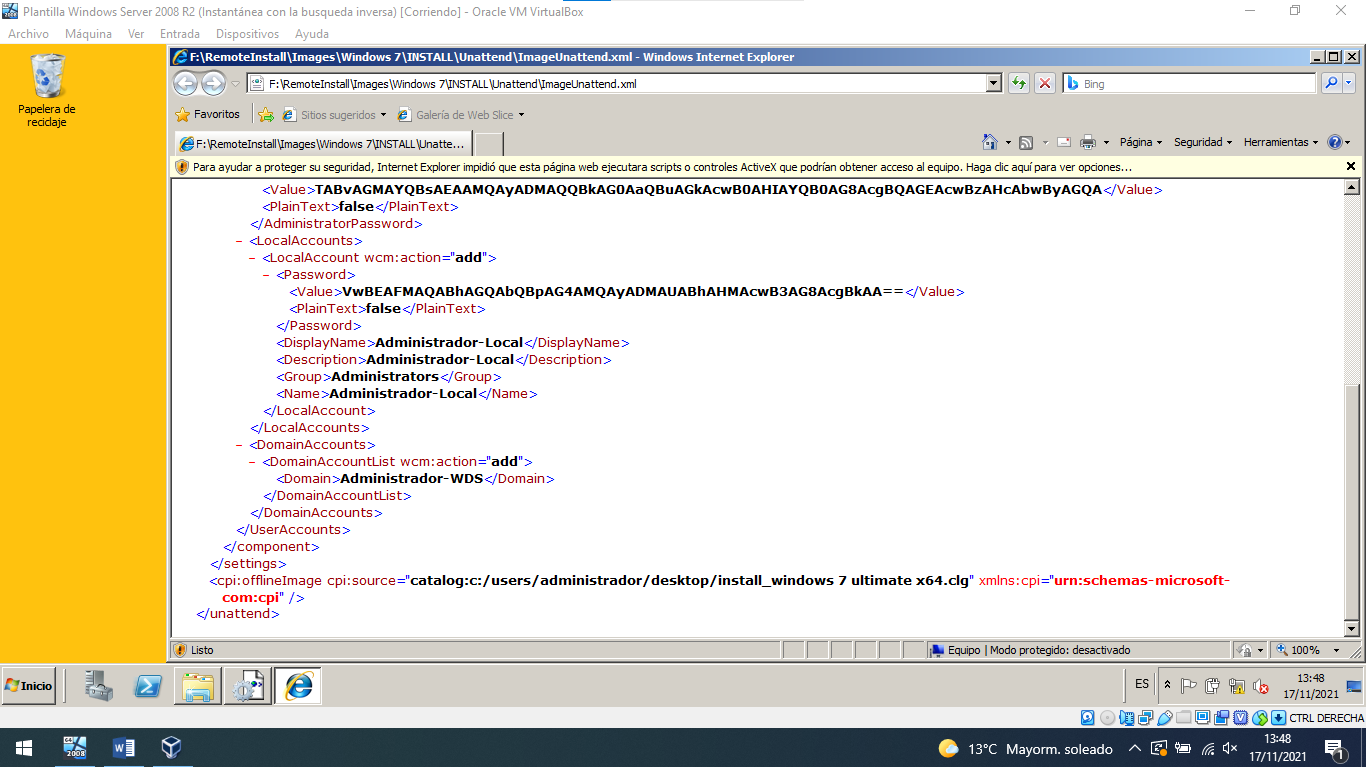 Plantilla Windows Server 2008 R2 (Instantánea con la busqueda inversa) [Corriendo] - Oracle VM VirtualBox
Archivo Máquina Ver Entrada Dispositivos Ayuda
Papelera de
reciclaje
F:\RemoteInstall\Images\Windows 7\INSTALL\Unattend\ImageUnattend.xml - Windows Internet Explorer
F:\RemoteInstall\Images\Windows 7\INSTALL\Unattend\ImageUnattend.xml
Bing
Favoritos Sitios sugeridos Galería de Web Slice
F:\RemoteInstall\Images\Windows 7\INSTALL\Unatte...
Página Seguridad Herramientas
Para ayudar a proteger su seguridad, Internet Explorer impidió que esta página web ejecutara scripts o controles ActiveX que podrían obtener acceso al equipo. Haga clic aquí para ver opciones...
<Value>TABvAGMAYQBsAEAAMQAyADMAQQBkAG0AaQBuAGkAcwB0AHIAYQB0AG8AcgBQAGEAcwBzAHcAbwByAGQA</Value>
<PlainText>false</PlainText>
</AdministratorPassword>
- <LocalAccounts>
- <LocalAccount wcm:action="add">
- <Password>
<Value>VwBEAFMAQABhAGQAbQBpAG4AMQAyADMAUABhAHMAcwB3AG8AcgBkAA==</Value>
<PlainText>false</PlainText>
</Password>
<DisplayName>Administrador-Local</DisplayName>
<Description>Administrador-Local</Description>
<Group>Administrators</Group>
<Name>Administrador-Local</Name>
</LocalAccount>
</LocalAccounts>
- <DomainAccounts>
- <DomainAccountList wcm:action="add">
<Domain>Administrador-WDS</Domain>
</DomainAccountList>
</DomainAccounts>
</UserAccounts>
</component>
</settings>
<cpi:offlineImage cpi:source="catalog:c:/users/administrador/desktop/install_windows 7 ultimate x64.clg" xmlns:cpi="urn:schemas-microsoft-
com:cpi" />
</unattend>
Listo
Equipo | Modo protegido: desactivado
100%
Inicio
ES
13:48
17/11/2021
CTRL DERECHA
2008
13°C Mayorm. soleado
13:48
17/11/2021
1